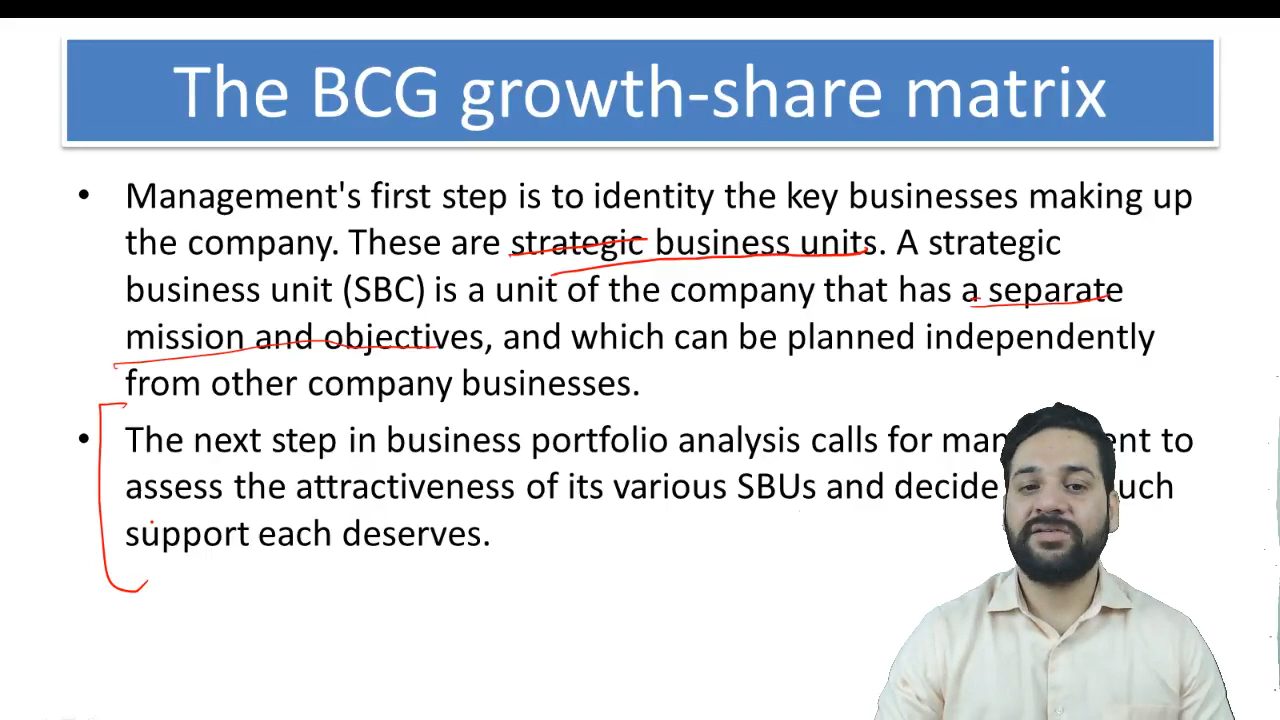 The BCG growth-share matrix
• Management's first step is to identity the key businesses making up
the company. These are strategic business units. A strategic
business unit (SBC) is a unit of the company that has a separate
mission and objectives, and which can be planned independently
from other company businesses.
• The next step in business portfolio analysis calls for ent to
assess the attractiveness of its various SBUs and decide uch
support each deserves.